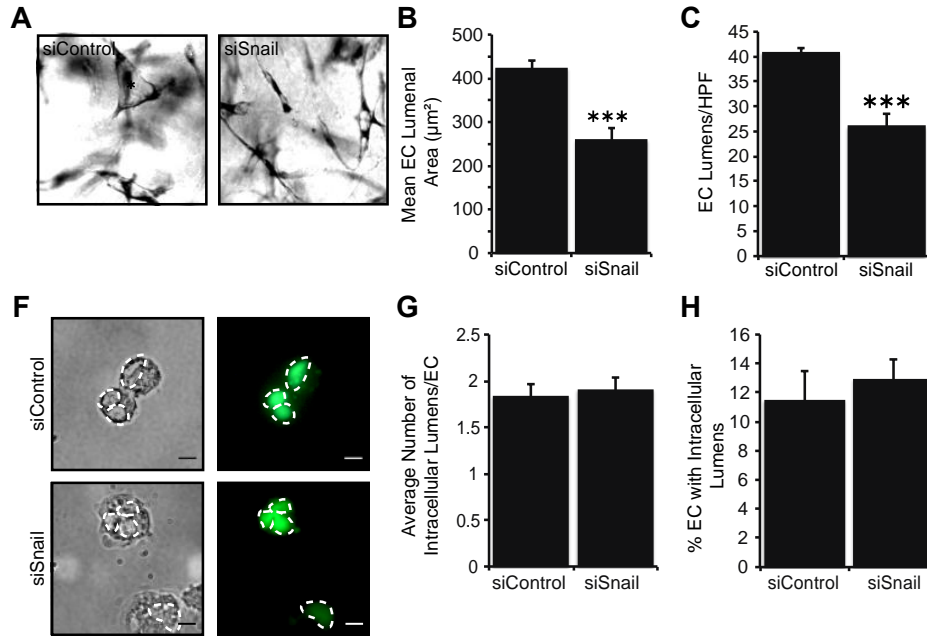 A
siControl
siSnail
*
B
Mean EC Lumenal
Area (µm²)
500
400
300
200
100
0
***
siControl
siSnail
C
EC Lumens/HPF
45
40
35
30
25
20
15
10
5
0
***
siControl
siSnail
F
siControl
siSnail
G
Average Number of
Intracellular Lumens/EC
2.5
2
1.5
1
0.5
0
siControl
siSnail
H
% EC with Intracellular
Lumens
16
14
12
10
8
6
4
2
0
siControl
siSnail